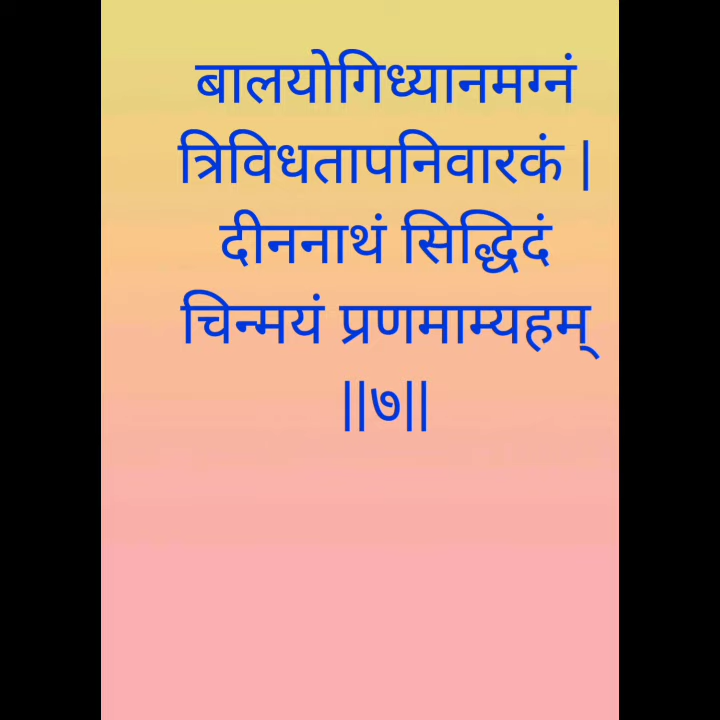 बालयोगिध्यानमग्नं
त्रिविधतापनिवारकं |
दीननाथं सिद्धिदं
चिन्मयं प्रणमाम्यहम्
||७||